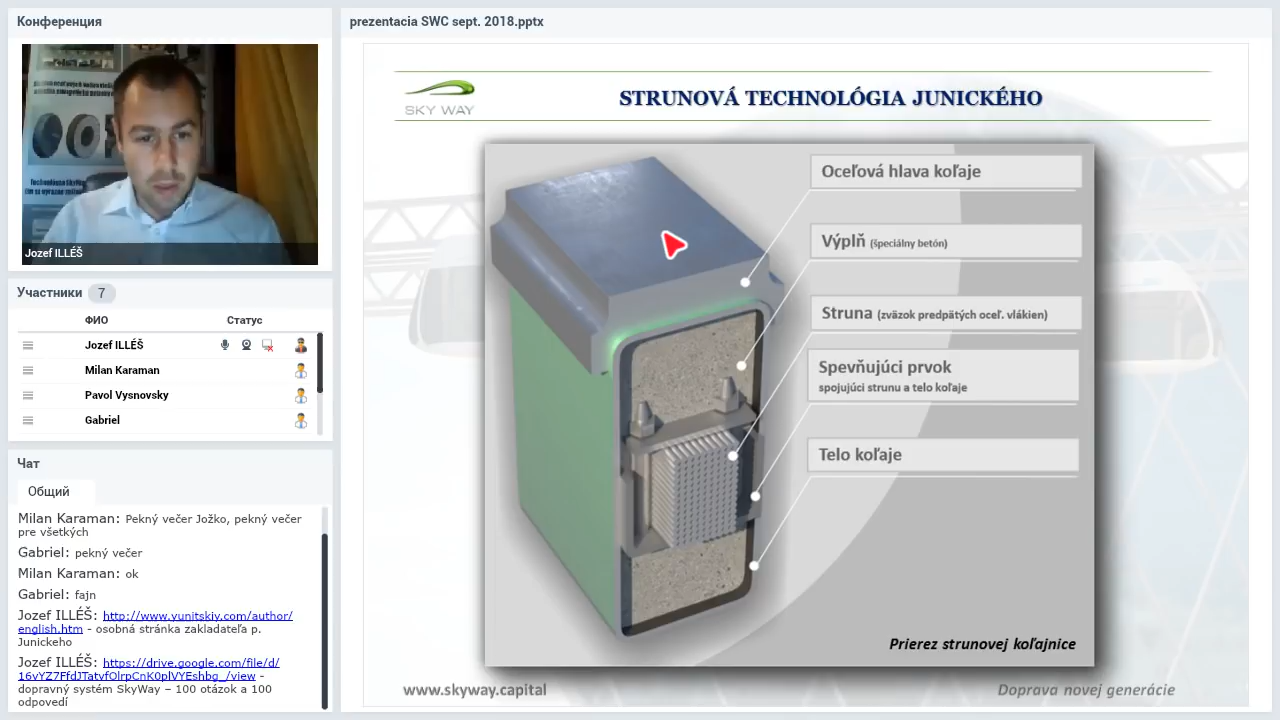 Конференция
Jozef ILLÉŠ
Участники 7
ФИО Статус
Jozef ILLÉŠ
Milan Karaman
Pavol Vysnovsky
Gabriel
Чат
Общий
Milan Karaman: Pekný večer Jožko, pekný večer
pre všetkých
Gabriel: pekný večer
Milan Karaman: ok
Gabriel: fajn
Jozef ILLÉŠ: http://www.yunitskiy.com/author/
english.htm - osobná stránka zakladateľa p.
Junickeho
Jozef ILLÉŠ: https://drive.google.com/file/d/
16vYZ7FfdJTatvfOlrpCnK0plVYEshbg_/view -
dopravný systém SkyWay – 100 otázok a 100
odpovedí
prezentacia SWC sept. 2018.pptx
SKY WAY
STRUNOVÁ TECHNOLÓGIA JUNICKÉHO
Oceľová hlava koľaje
Výplň (špeciálny betón)
Struna (zväzok predpätých oceľ. vlákien)
Spevňujúci prvok
spojujúci strunu a telo koľaje
Telo koľaje
Prierez strunovej koľajnice
www.skyway.capital
Doprava novej generácie